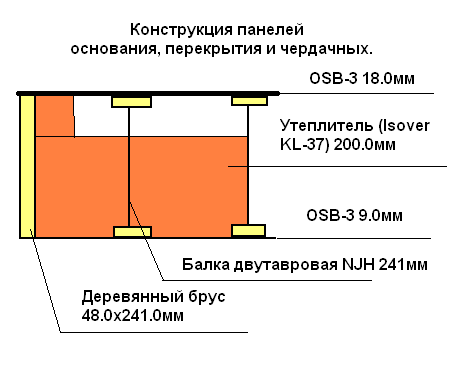 Конструкция панелей
основания, перекрытия и чердачных.
OSB-3 18.0мм
Утеплитель (Isover
KL-37) 200.0мм
OSB-3 9.0мм
Балка двутавровая NJH 241мм
Деревянный брус
48.0х241.0мм